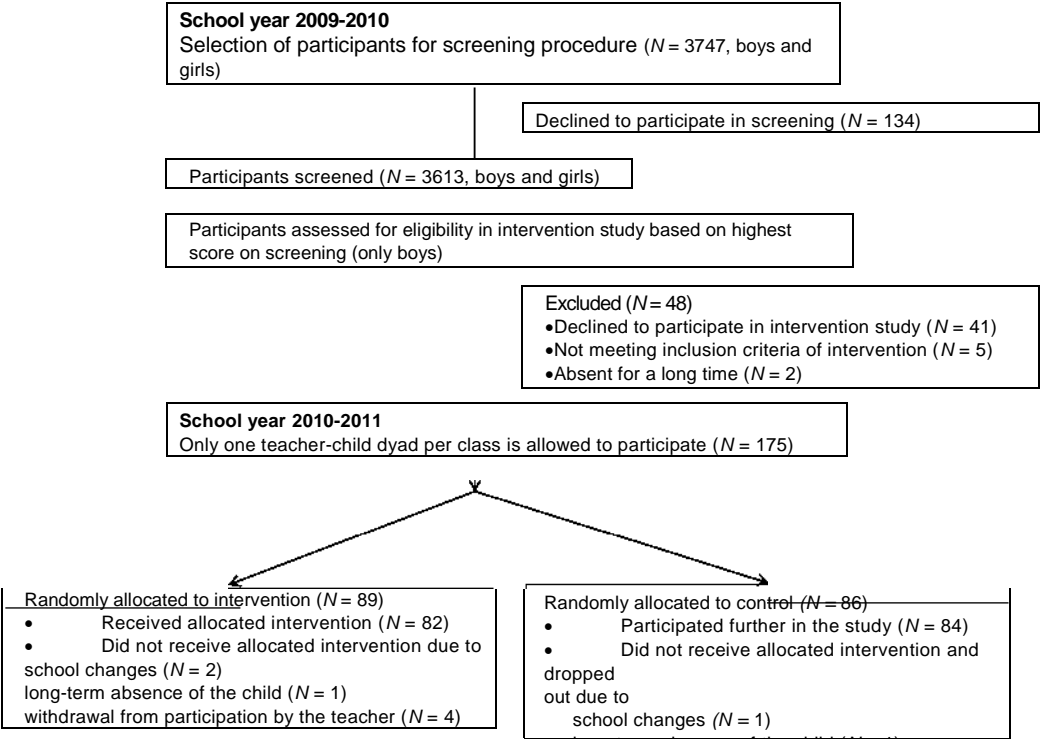 School year 2009-2010
Selection of participants for screening procedure (N = 3747, boys and
girls)
Declined to participate in screening (N = 134)
Participants screened (N = 3613, boys and girls)
Participants assessed for eligibility in intervention study based on highest
score on screening (only boys)
Excluded (N = 48)
•Declined to participate in intervention study (N = 41)
•Not meeting inclusion criteria of intervention (N = 5)
•Absent for a long time (N = 2)
School year 2010-2011
Only one teacher-child dyad per class is allowed to participate (N = 175)
Randomly allocated to intervention (N = 89)
• Received allocated intervention (N = 82)
• Did not receive allocated intervention due to
school changes (N = 2)
long-term absence of the child (N = 1)
withdrawal from participation by the teacher (N = 4)
Randomly allocated to control (N = 86)
• Participated further in the study (N = 84)
• Did not receive allocated intervention and
dropped
out due to
school changes (N = 1)